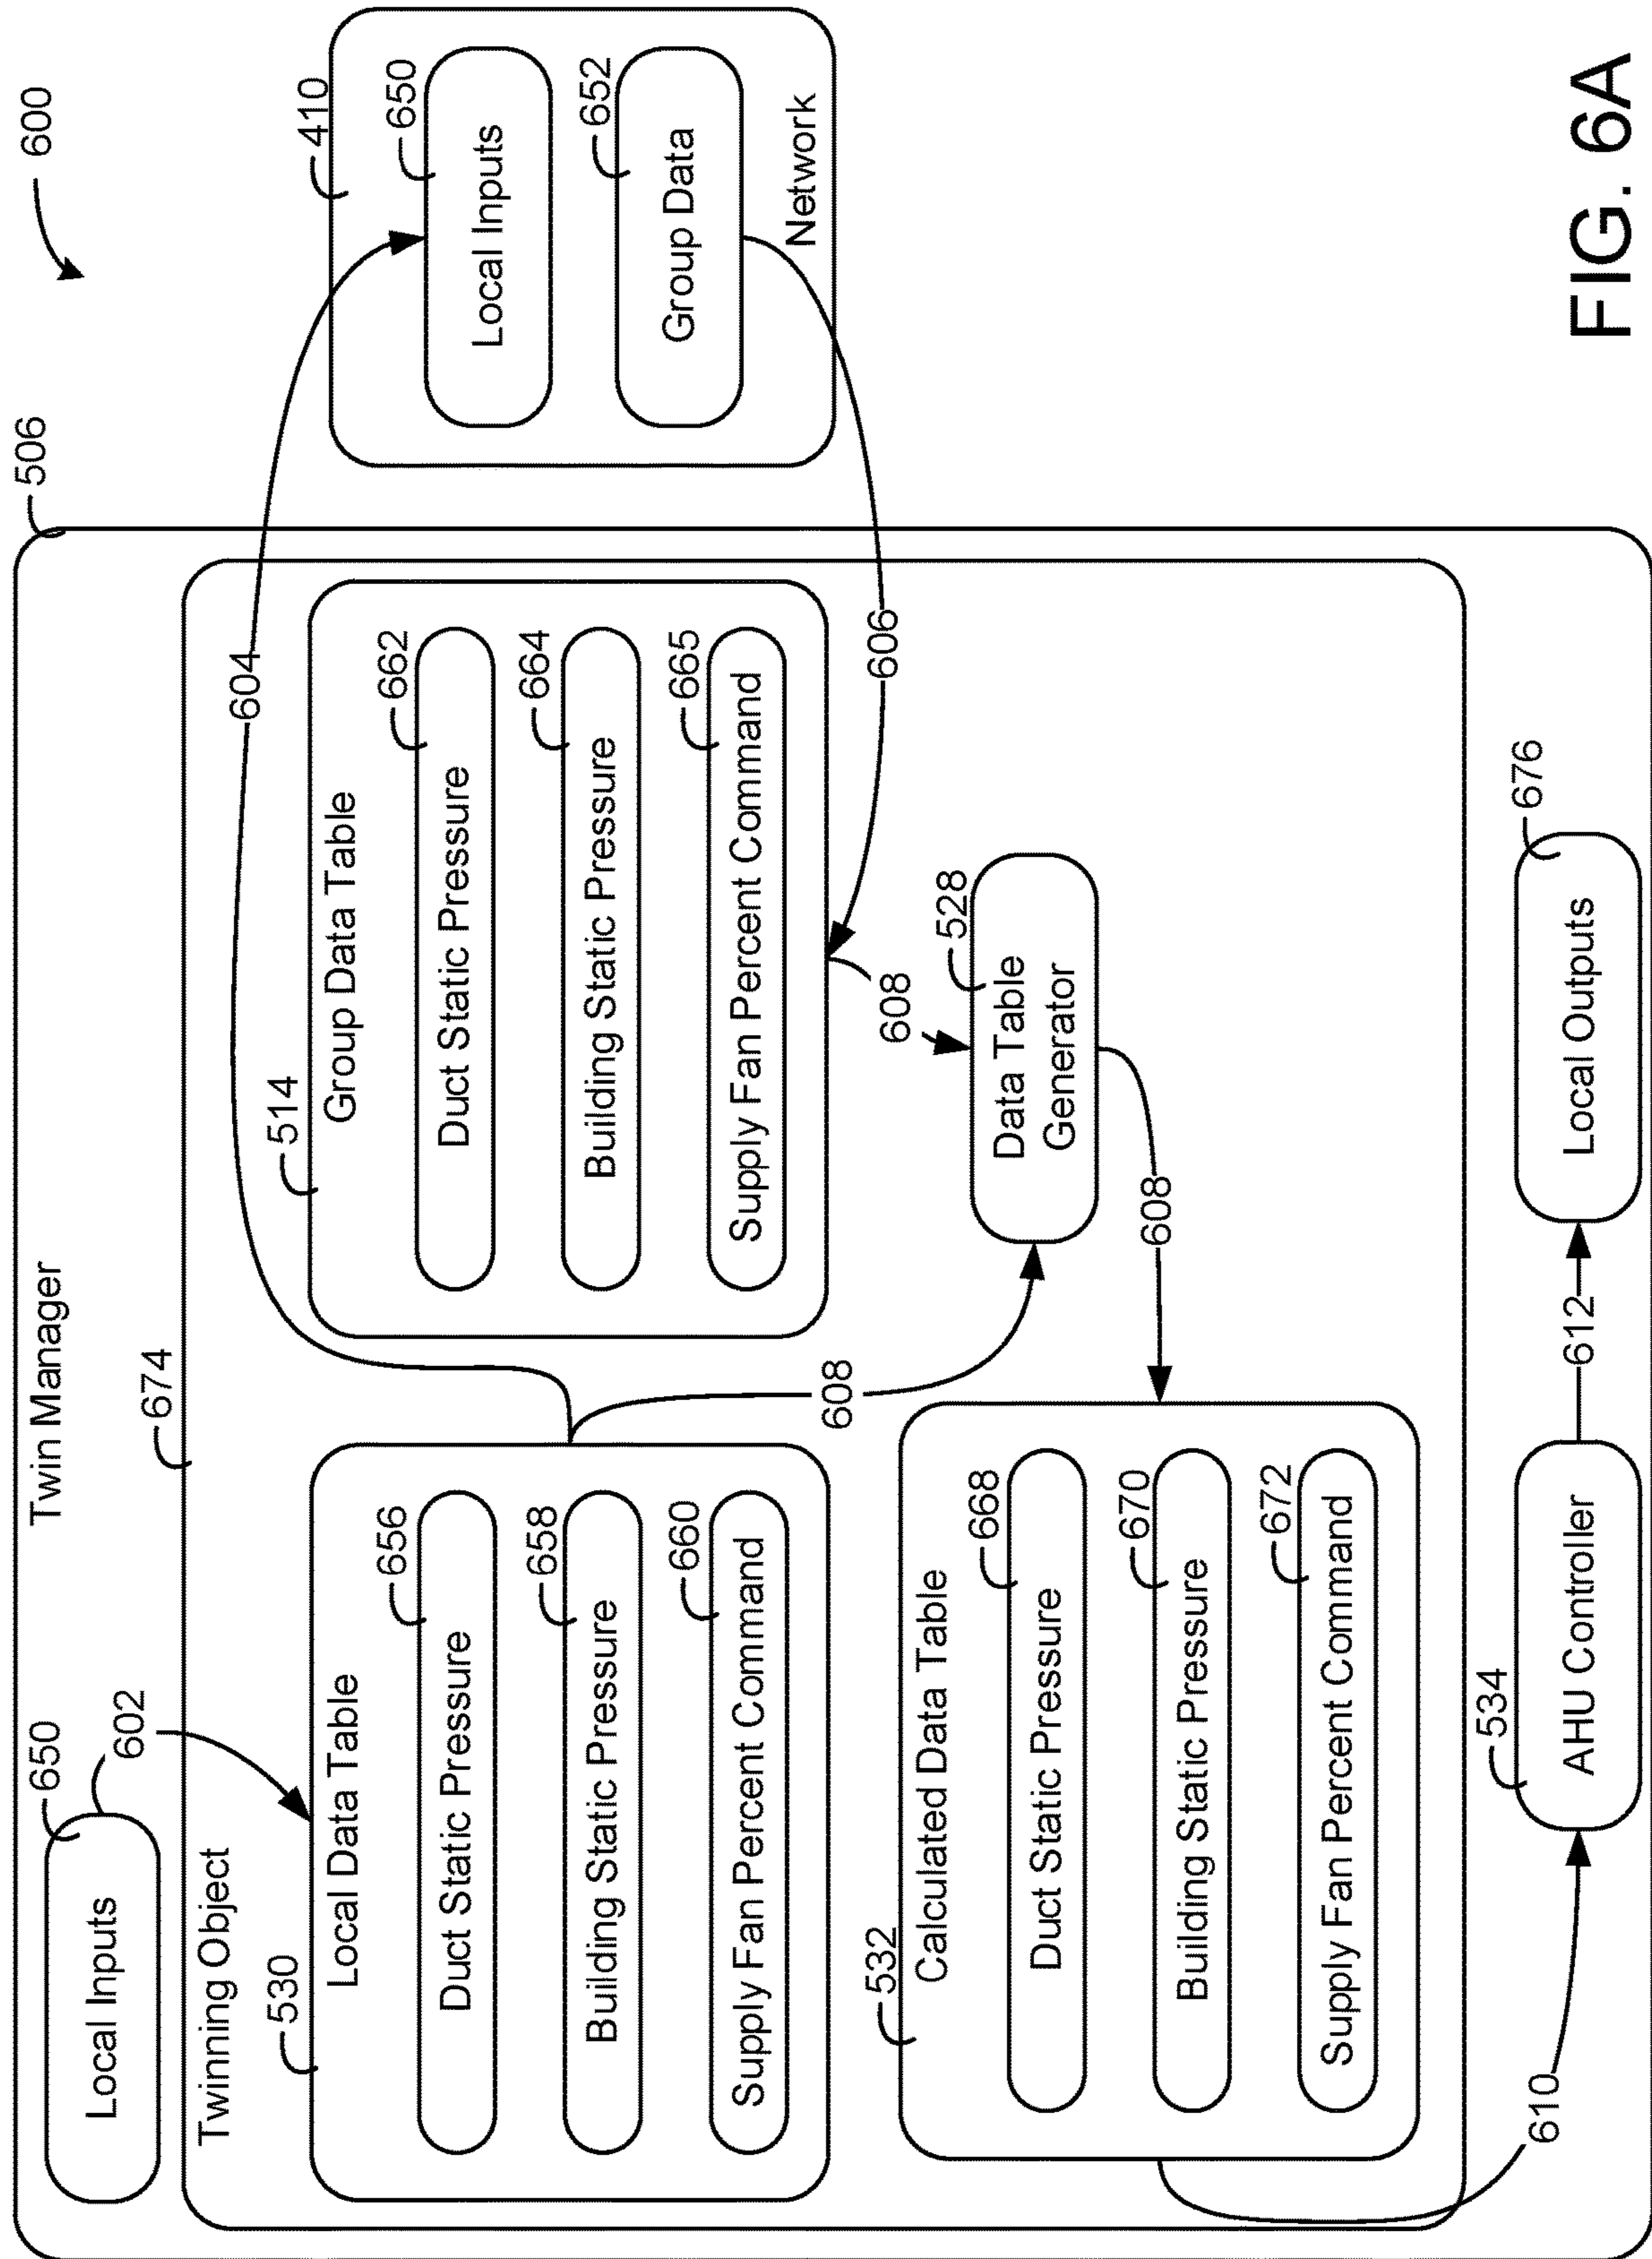 600
506
Twin Manager
650
Local Inputs
602
674
Twinning Object
604
530
Local Data Table
656
Duct Static Pressure
658
Building Static Pressure
660
Supply Fan Percent Command
514
Group Data Table
662
Duct Static Pressure
664
Building Static Pressure
665
Supply Fan Percent Command
410
650
Local Inputs
652
Group Data
Network
606
608
608
528
Data Table
Generator
608
532
Calculated Data Table
668
Duct Static Pressure
670
Building Static Pressure
672
Supply Fan Percent Command
610
534
AHU Controller
612
676
Local Outputs
FIG. 6A